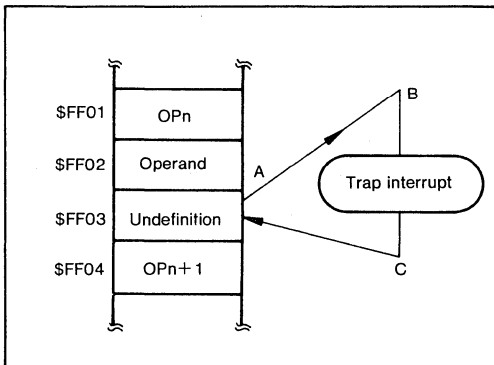 $FF01 OPn
$FF02 Operand
$FF03 Undefinition
$FF04 OPn+1
A
B
Trap interrupt
C